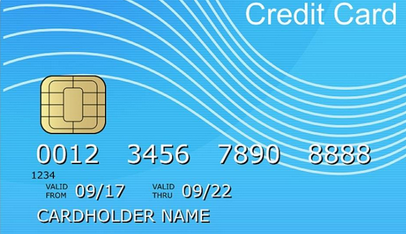 Credit Card
0012 3456 7890 8888
1234
VALID FROM 09/17 VALID THRU 09/22
CARDHOLDER NAME